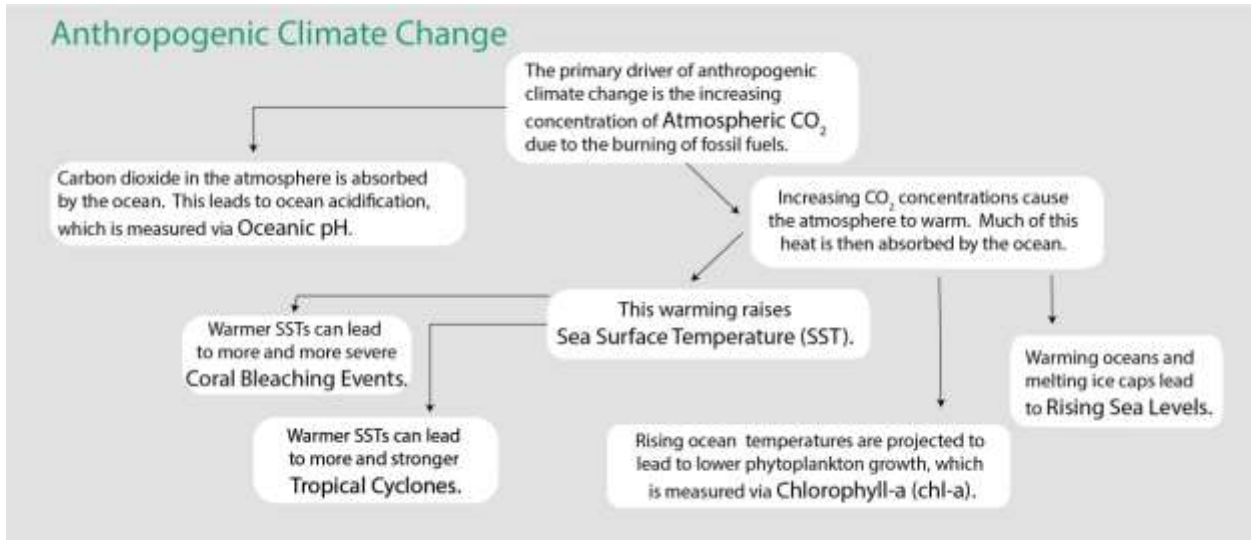 Anthropogenic Climate Change
The primary driver of anthropogenic
climate change is the increasing
concentration of Atmospheric CO₂
due to the burning of fossil fuels.
Carbon dioxide in the atmosphere is absorbed
by the ocean. This leads to ocean acidification,
which is measured via Oceanic pH.
Increasing CO₂ concentrations cause
the atmosphere to warm. Much of this
heat is then absorbed by the ocean.
This warming raises
Sea Surface Temperature (SST).
Warmer SSTs can lead
to more and more severe
Coral Bleaching Events.
Warming oceans and
melting ice caps lead
to Rising Sea Levels.
Warmer SSTs can lead
to more and stronger
Tropical Cyclones.
Rising ocean temperatures are projected to
lead to lower phytoplankton growth, which
is measured via Chlorophyll-a (chl-a).